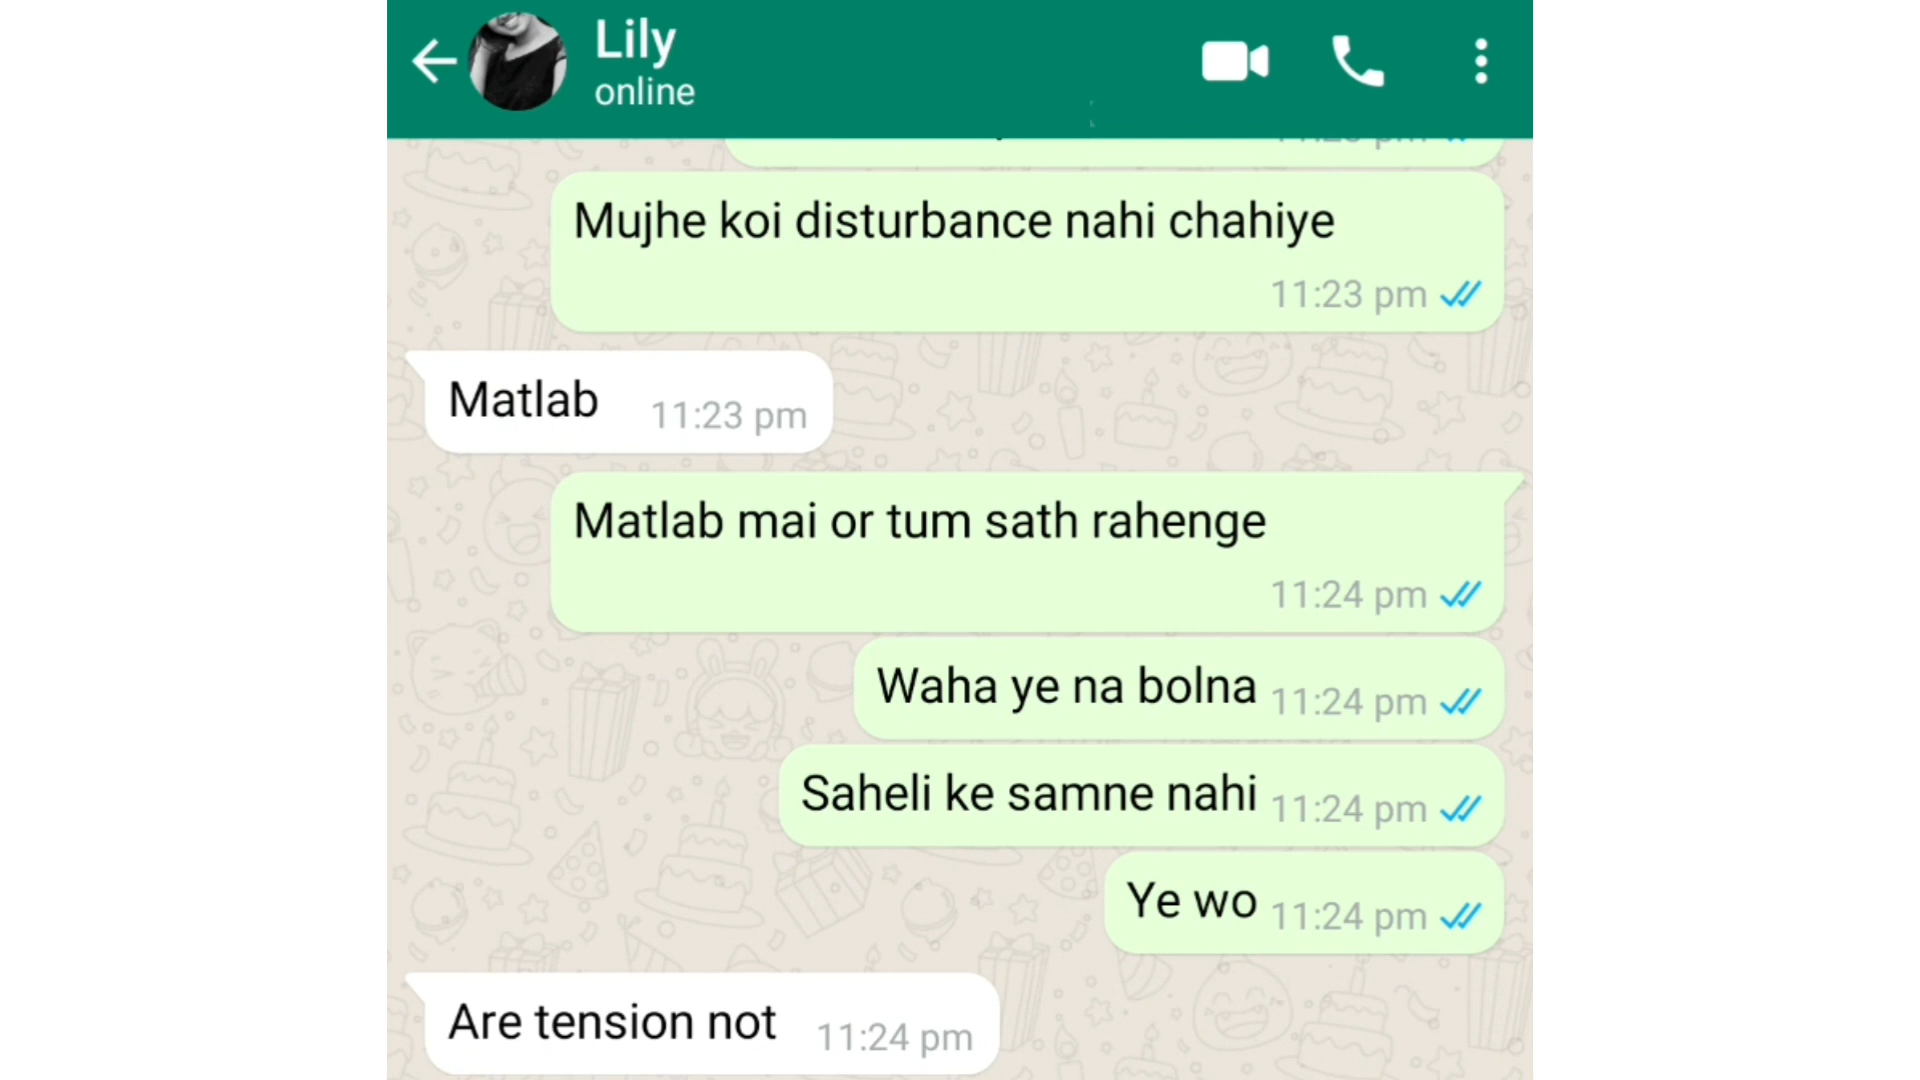 Lily
online
Mujhe koi disturbance nahi chahiye
11:23 pm
Matlab 11:23 pm
Matlab mai or tum sath rahenge
11:24 pm
Waha ye na bolna 11:24 pm
Saheli ke samne nahi 11:24 pm
Ye wo 11:24 pm
Are tension not 11:24 pm